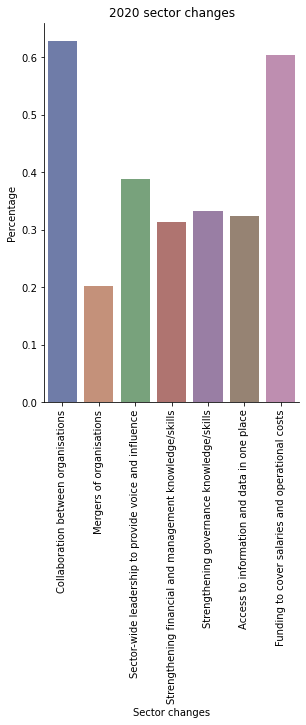 2020 sector changes
Percentage
0.6
0.5
0.4
0.3
0.2
0.1
0.0
Collaboration between organisations
Mergers of organisations
Sector-wide leadership to provide voice and influence
Strengthening financial and management knowledge/skills
Strengthening governance knowledge/skills
Access to information and data in one place
Funding to cover salaries and operational costs
Sector changes